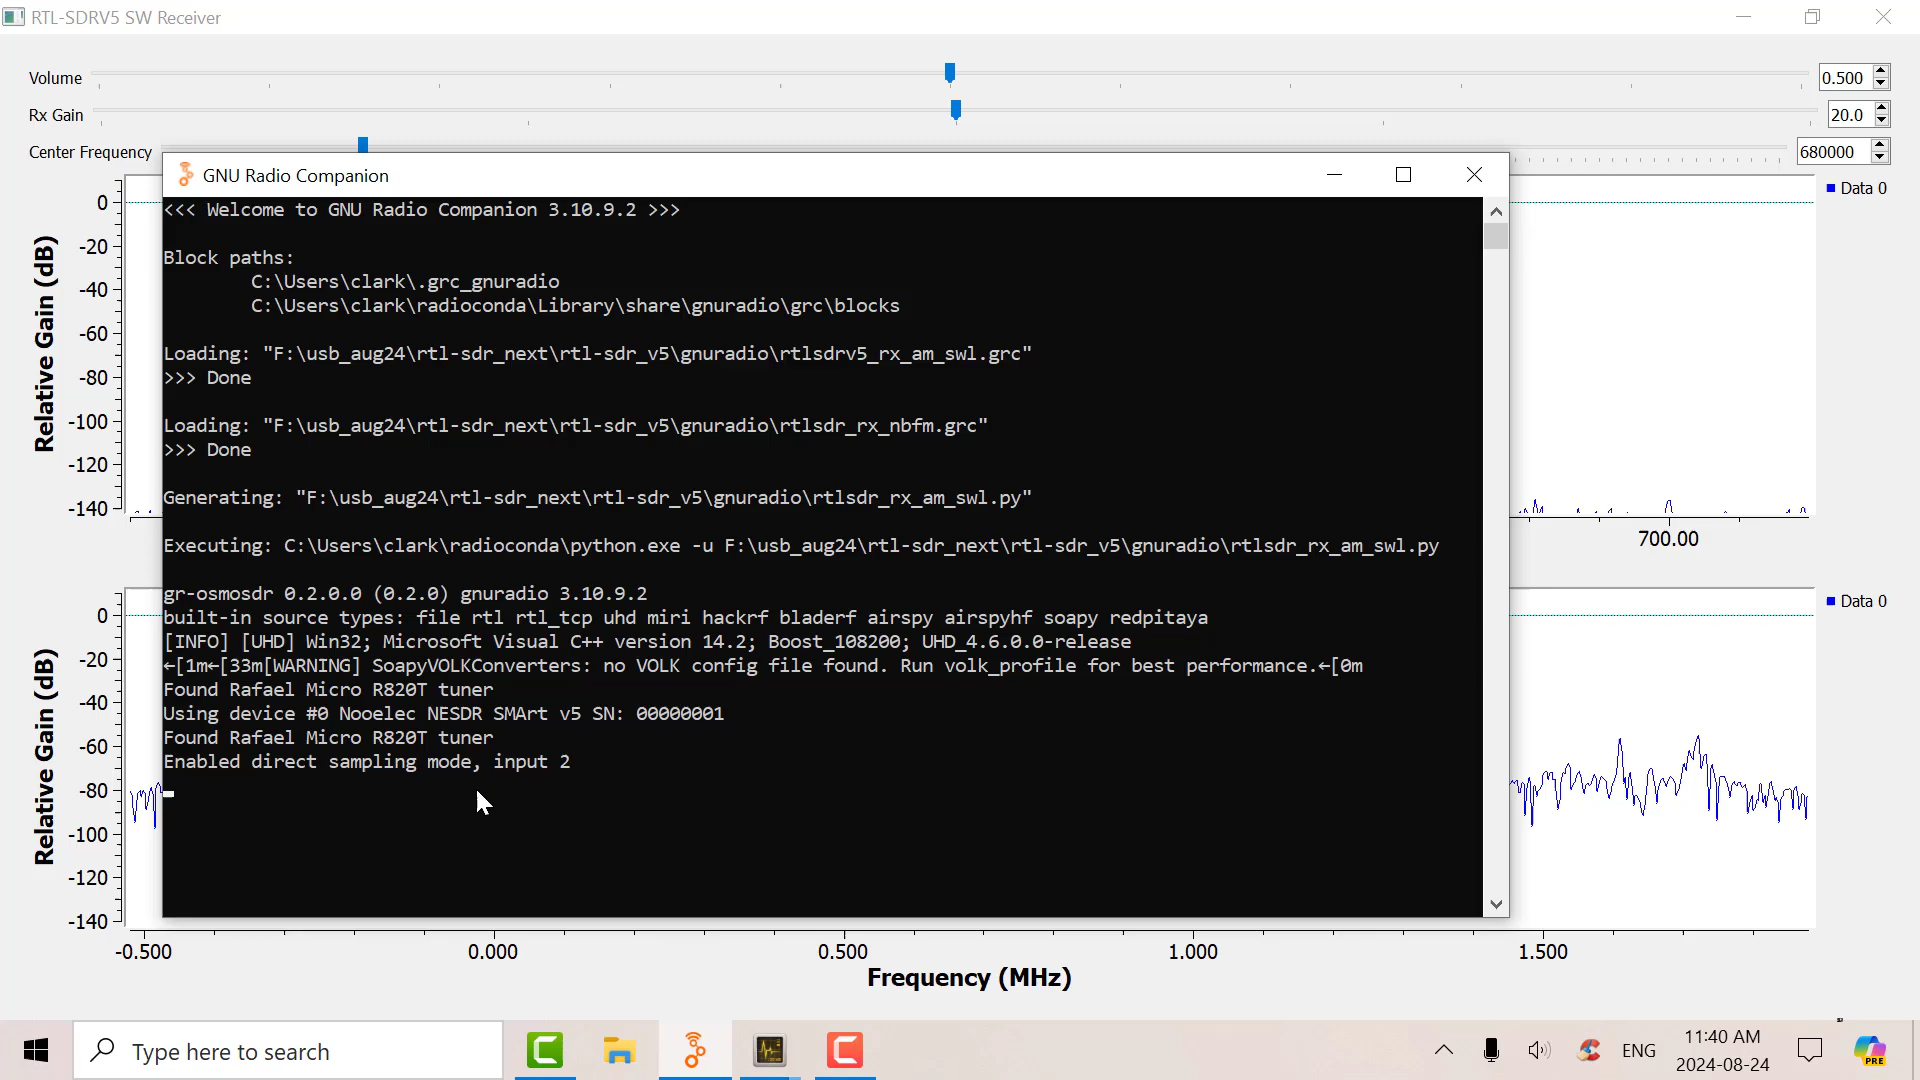 RTL-SDRV5 SW Receiver
Volume
0.500
Rx Gain
20.0
Center Frequency
680000
GNU Radio Companion
<<< Welcome to GNU Radio Companion 3.10.9.2 >>>
Block paths:
C:\Users\clark\.grc_gnuradio
C:\Users\clark\radioconda\Library\share\gnuradio\grc\blocks
Loading: "F:\usb_aug24\rtl-sdr_next\rtl-sdr_v5\gnuradio\rtlsdrv5_rx_am_swl.grc"
>>> Done
Loading: "F:\usb_aug24\rtl-sdr_next\rtl-sdr_v5\gnuradio\rtlsdr_rx_nbfm.grc"
>>> Done
Generating: "F:\usb_aug24\rtl-sdr_next\rtl-sdr_v5\gnuradio\rtlsdr_rx_am_swl.py"
Executing: C:\Users\clark\radioconda\python.exe -u F:\usb_aug24\rtl-sdr_next\rtl-sdr_v5\gnuradio\rtlsdr_rx_am_swl.py
gr-osmosdr 0.2.0.0 (0.2.0) gnuradio 3.10.9.2
built-in source types: file rtl rtl_tcp uhd miri hackrf bladerf airspy airspyhf soapy redpitaya
[INFO] [UHD] Win32; Microsoft Visual C++ version 14.2; Boost_108200; UHD_4.6.0.0-release
←[1m←[33m[WARNING] SoapyVOLKConverters: no VOLK config file found. Run volk_profile for best performance.←[0m
Found Rafael Micro R820T tuner
Using device #0 Nooelec NESDR SMArt v5 SN: 00000001
Found Rafael Micro R820T tuner
Enabled direct sampling mode, input 2
Relative Gain (dB)
0
-20
-40
-60
-80
-100
-120
-140
700.00
Data 0
Relative Gain (dB)
0
-20
-40
-60
-80
-100
-120
-140
Data 0
-0.500
0.000
0.500
1.000
1.500
Frequency (MHz)
Type here to search
ENG
11:40 AM
2024-08-24
PRE